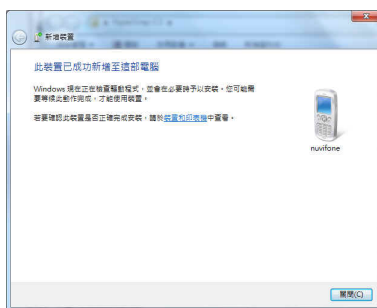 新增裝置
此裝置已成功新增至這部電腦
Windows 現在正在檢查驅動程式，並會在必要時予以安裝。您可能需
要等候此動作完成，才能使用裝置。
若要確認此裝置是否正確完成安裝，請於裝置和印表機中查看。
nuvifone
關閉(C)